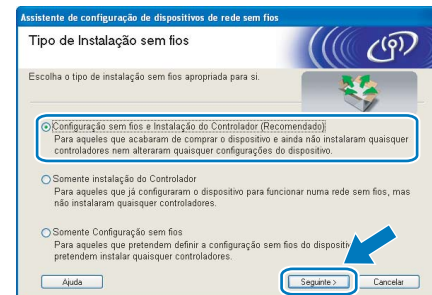 Assistente de configuração de dispositivos de rede sem fios
Tipo de Instalação sem fios
Escolha o tipo de instalação sem fios apropriada para si.
Configuração sem fios e Instalação do Controlador (Recomendado)
Para aqueles que acabaram de comprar o dispositivo e ainda não instalaram quaisquer
controladores nem alteraram quaisquer configurações do dispositivo.
Somente instalação do Controlador
Para aqueles que já configuraram o dispositivo para funcionar numa rede sem fios, mas
não instalaram quaisquer controladores.
Somente Configuração sem fios
Para aqueles que pretendem definir a configuração sem fios do
pretendem instalar quaisquer controladores.
Ajuda
Seguinte >
Cancelar